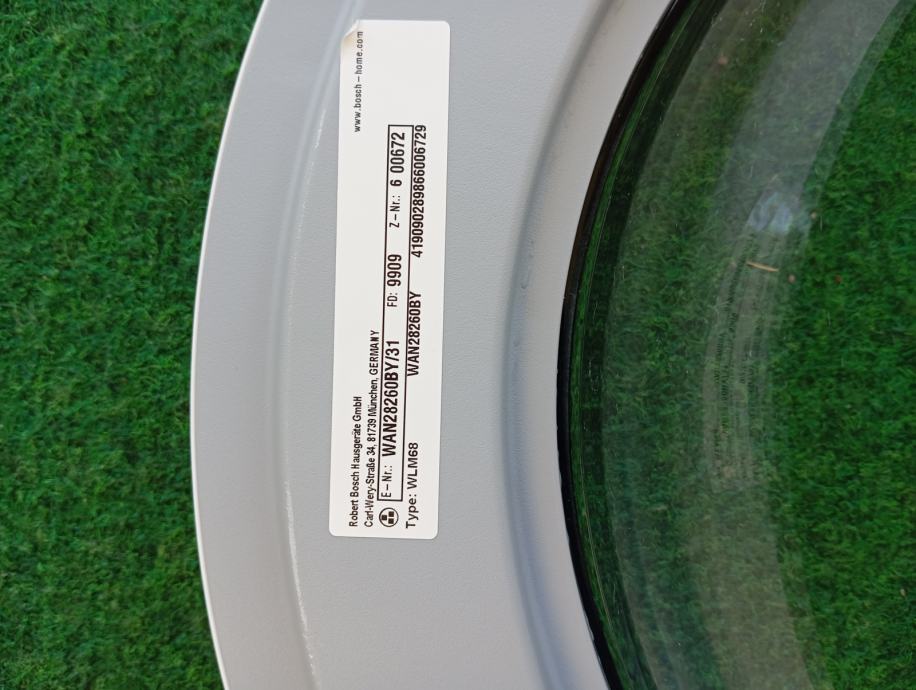 www.bosch-home.com
Robert Bosch Hausgeräte GmbH
Carl-Wery-Straße 34, 81739 München, GERMANY
E-Nr.: WAN28260BY/31 FD: 9909 Z-Nr.: 6 00672
Type: WLM68 WAN28260BY 419090289866006729